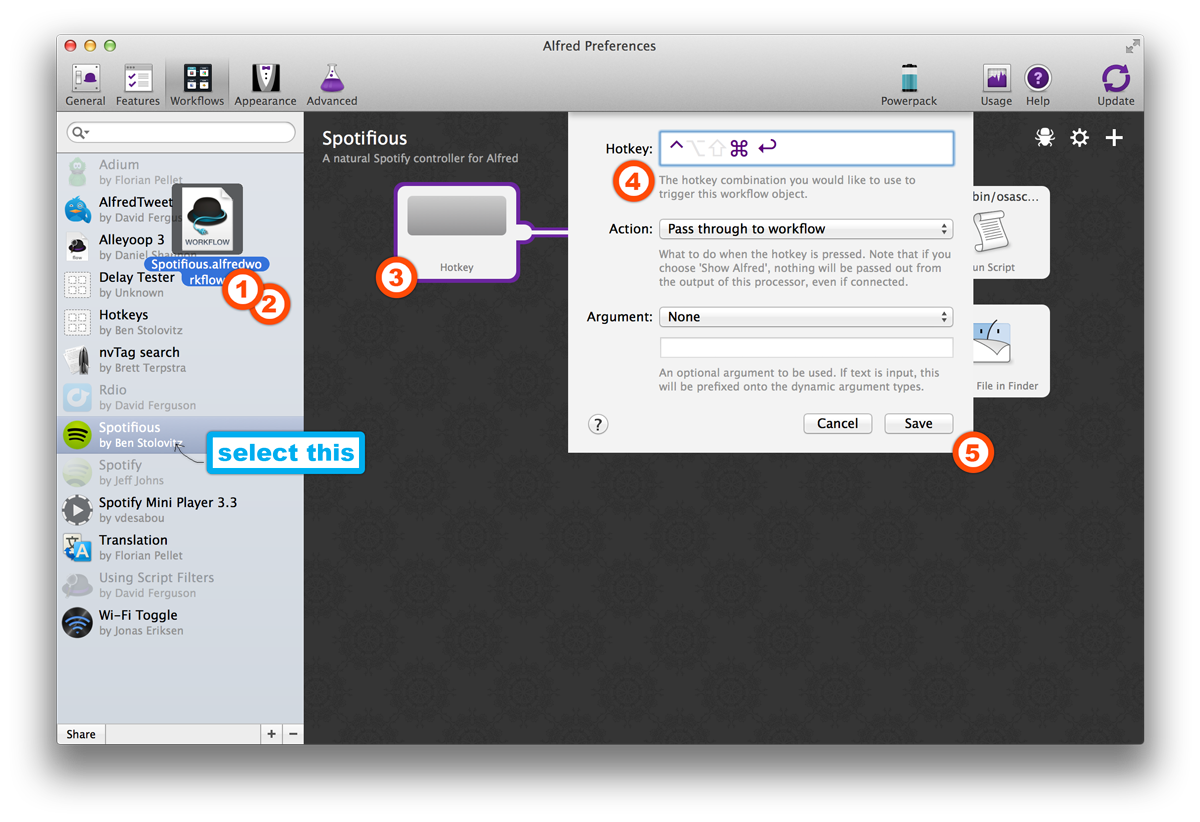 Alfred Preferences
General
Features
Workflows
Appearance
Advanced
Powerpack
Usage
Help
Update
Adium
by Florian Pellet
AlfredTweet
by David Fergus
Alleyoop 3
by Daniel Shannon
Delay Tester
by Unknown
Hotkeys
by Ben Stolovitz
nvTag search
by Brett Terpstra
Rdio
by David Ferguson
Spotifious
by Ben Stolovitz
Spotify
by Jeff Johns
Spotify Mini Player 3.3
by vdesabou
Translation
by Florian Pellet
Using Script Filters
by David Ferguson
Wi-Fi Toggle
by Jonas Eriksen
Share
+ −
WORKFLOW
Spotifious.alfredwo
rkflow
1
2
select this
Spotifious
A natural Spotify controller for Alfred
Hotkey
3
Hotkey: ^⌥⇧⌘ ↩
4
The hotkey combination you would like to use to
trigger this workflow object.
Action: Pass through to workflow
What to do when the hotkey is pressed. Note that if you
choose 'Show Alfred', nothing will be passed out from
the output of this processor, even if connected.
Argument: None
An optional argument to be used. If text is input, this
will be prefixed onto the dynamic argument types.
? Cancel Save
5
bin/osasc...
un Script
File in Finder